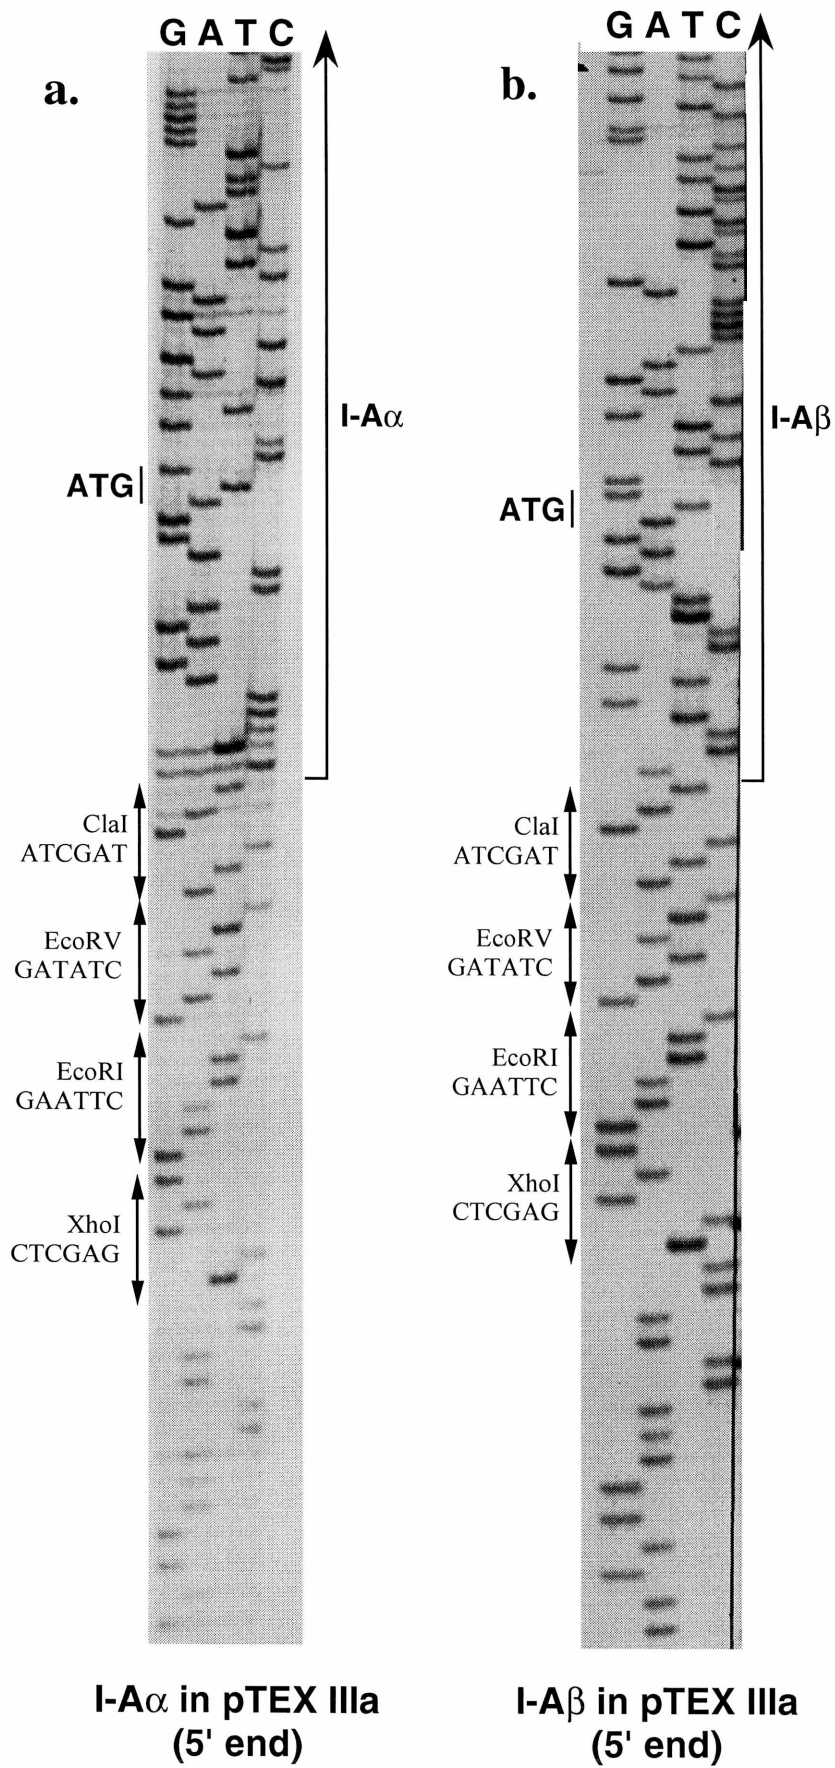 G A T C
a.
I-Aα
ATG
ClaI
ATCGAT
EcoRV
GATATC
EcoRI
GAATTC
XhoI
CTCGAG
I-Aα in pTEX IIIa
(5' end)
G A T C
b.
I-Aβ
ATG
ClaI
ATCGAT
EcoRV
GATATC
EcoRI
GAATTC
XhoI
CTCGAG
I-Aβ in pTEX IIIa
(5' end)